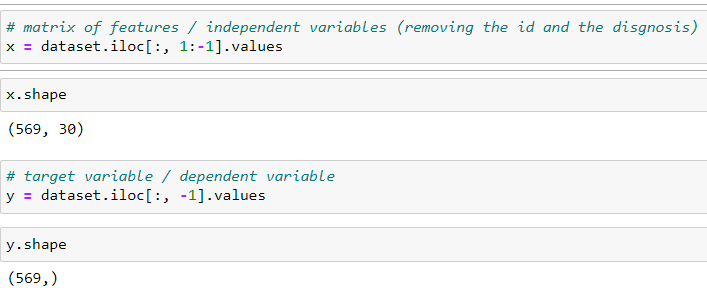 # matrix of features / independent variables (removing the id and the disgnosis)
x = dataset.iloc[:, 1:-1].values
x.shape
(569, 30)
# target variable / dependent variable
y = dataset.iloc[:, -1].values
y.shape
(569,)